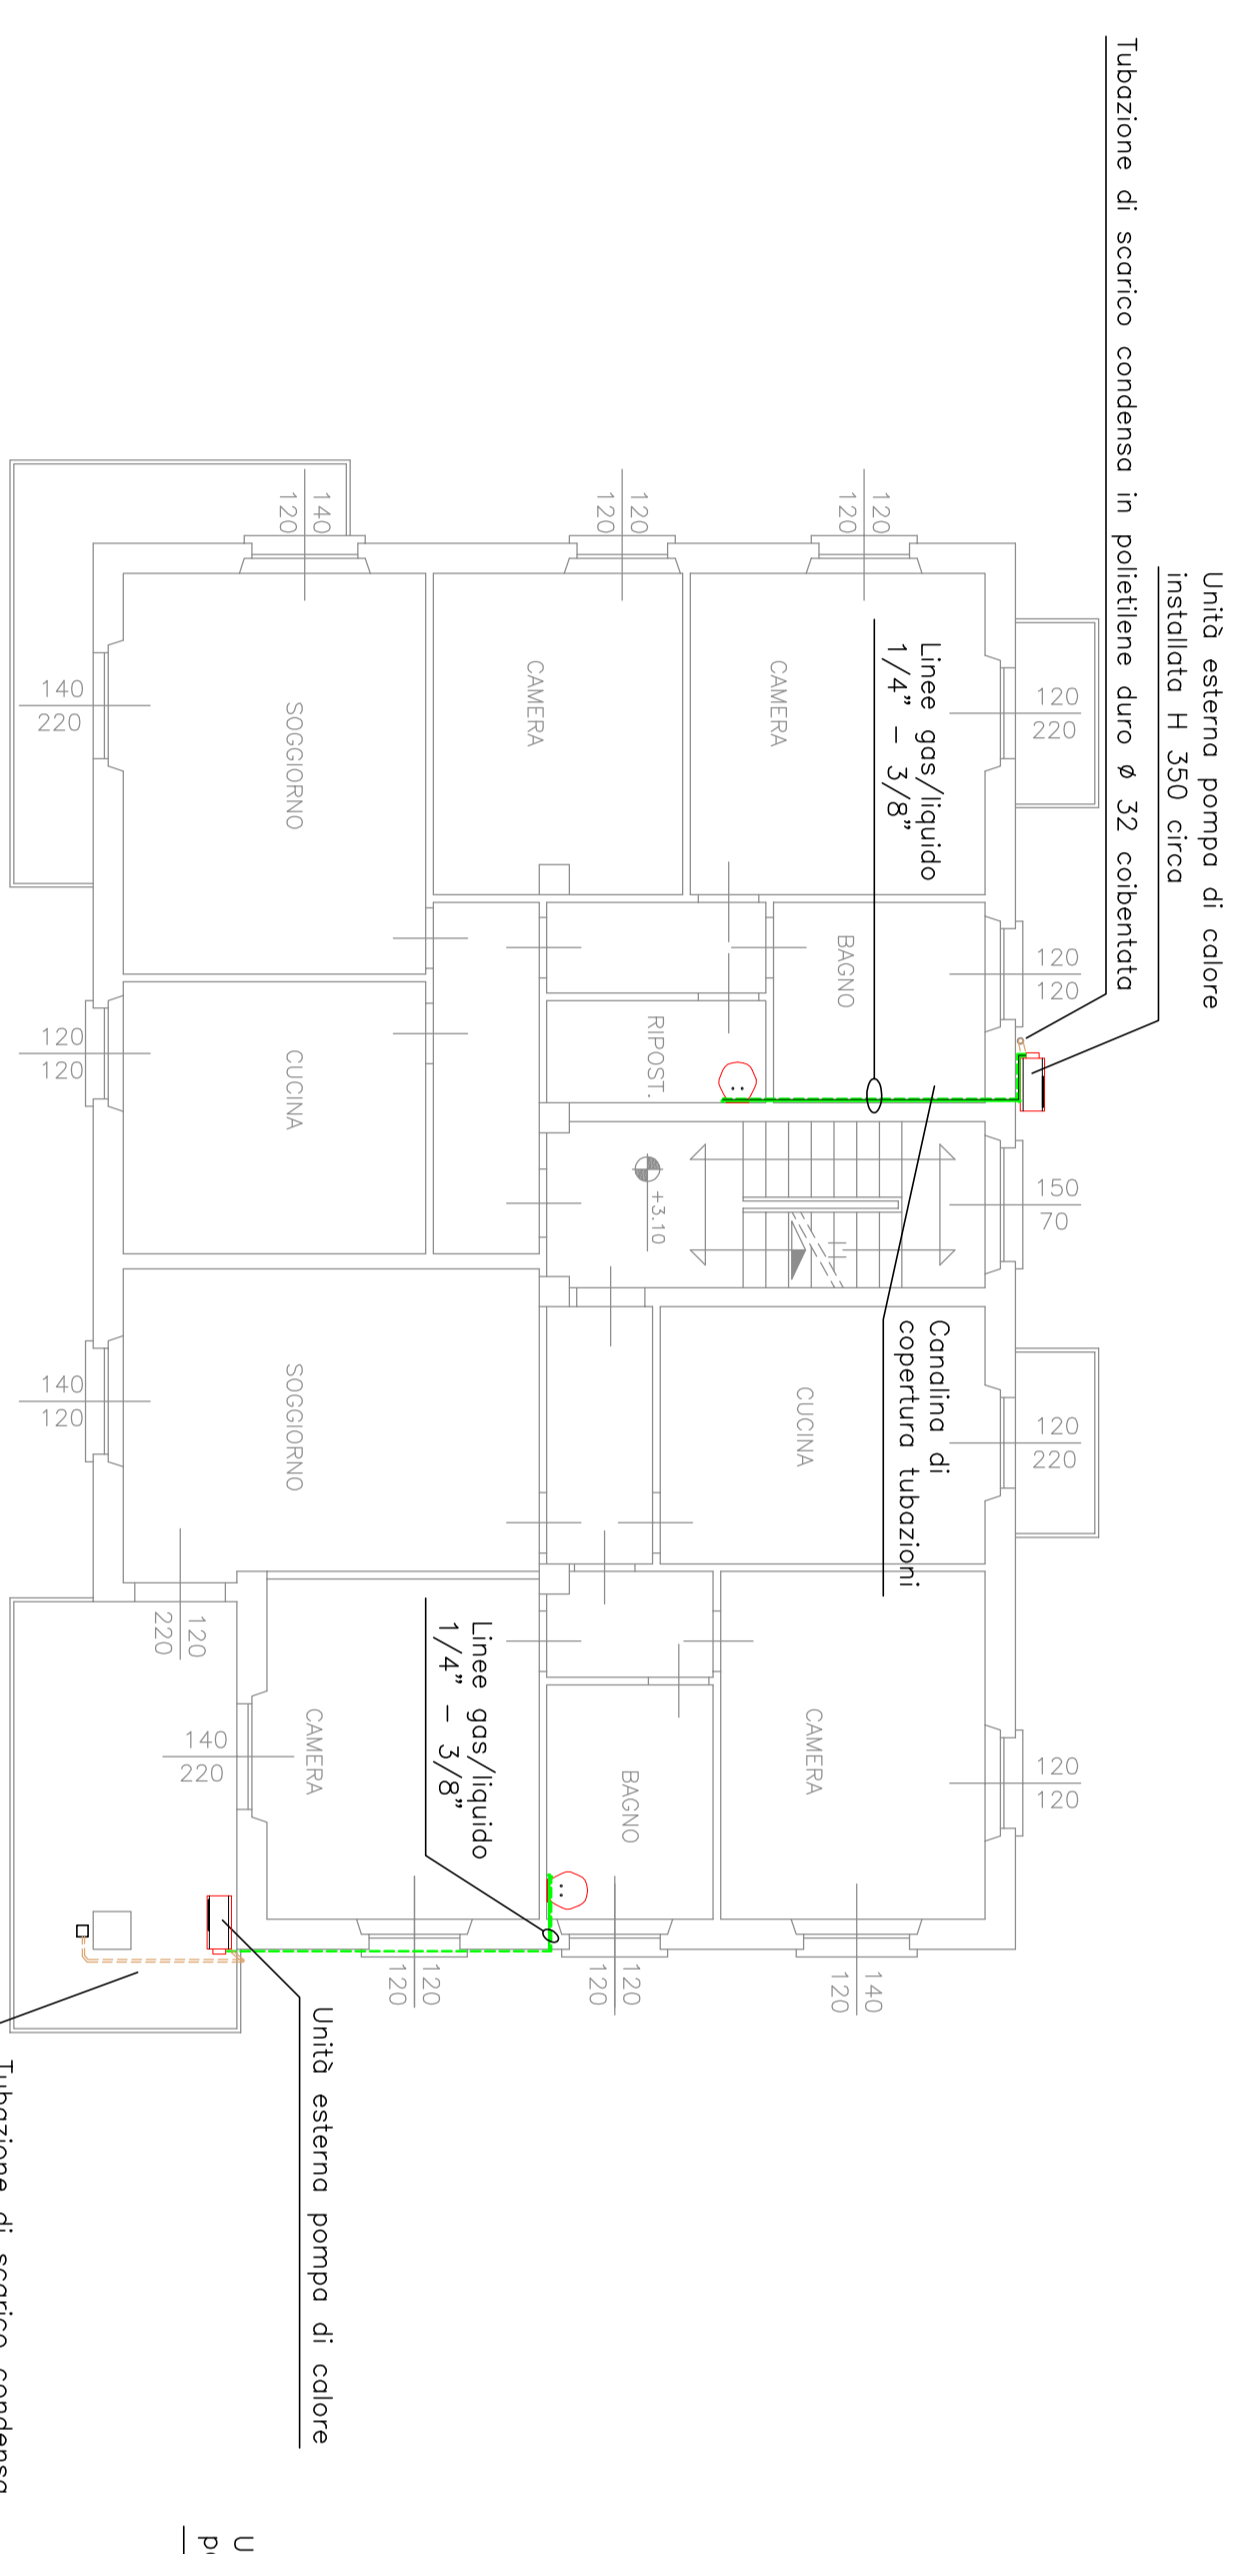 Unità esterna pompa di calore
installata H 350 circa
Tubazione di scarico condensa in polietilene duro ø 32 coibentata
120
220
120
120
150
70
120
220
120
120
Linee gas/liquido
1/4" – 3/8"
Canalina di
copertura tubazioni
120
120
CAMERA
BAGNO
CUCINA
CAMERA
140
120
120
120
CAMERA
RIPOST.
+3.10
BAGNO
120
120
Linee gas/liquido
1/4" – 3/8"
120
120
140
120
SOGGIORNO
CUCINA
SOGGIORNO
CAMERA
Unità esterna pompa di calore
120
220
140
220
140
220
120
120
140
120
Tubazione di scarico condensa